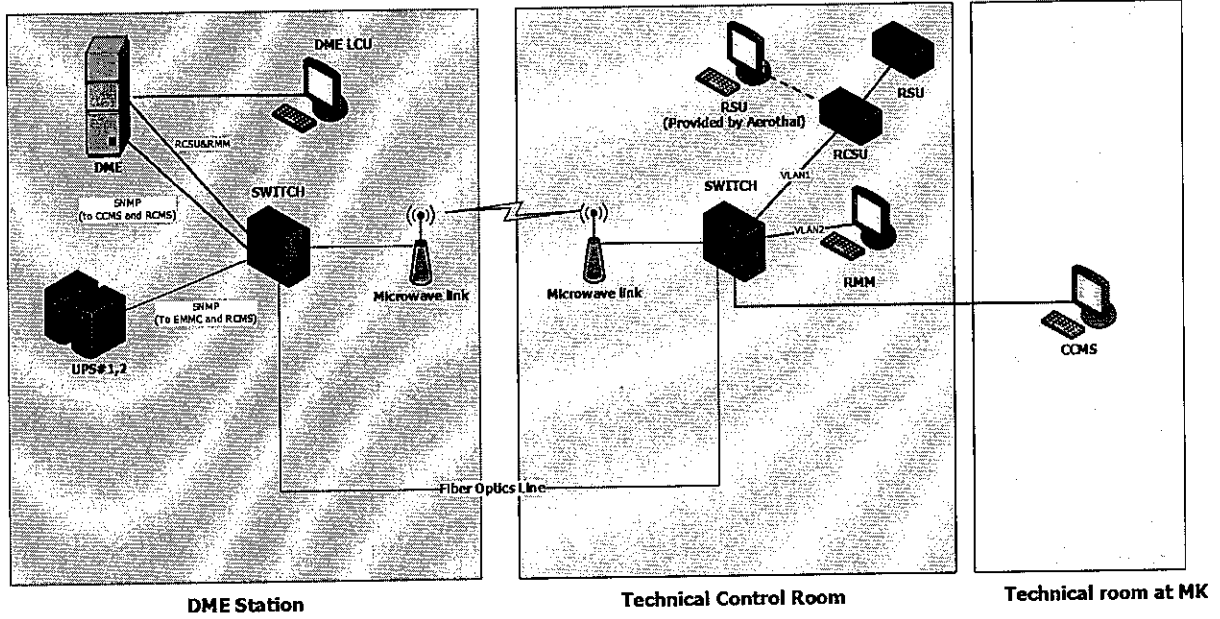 DME LCU
DME
RCSU&RMM
SNMP
(to CCMS and RCMS)
SWITCH
SNMP
(To EMMC and RCMS)
UPS#1,2
Microwave link
Fiber Optics Line
RSU
(Provided by Aerothai)
RSU
RCSU
VLAN1
SWITCH
VLAN2
RMM
Microwave link
CCMS
DME Station
Technical Control Room
Technical room at MK